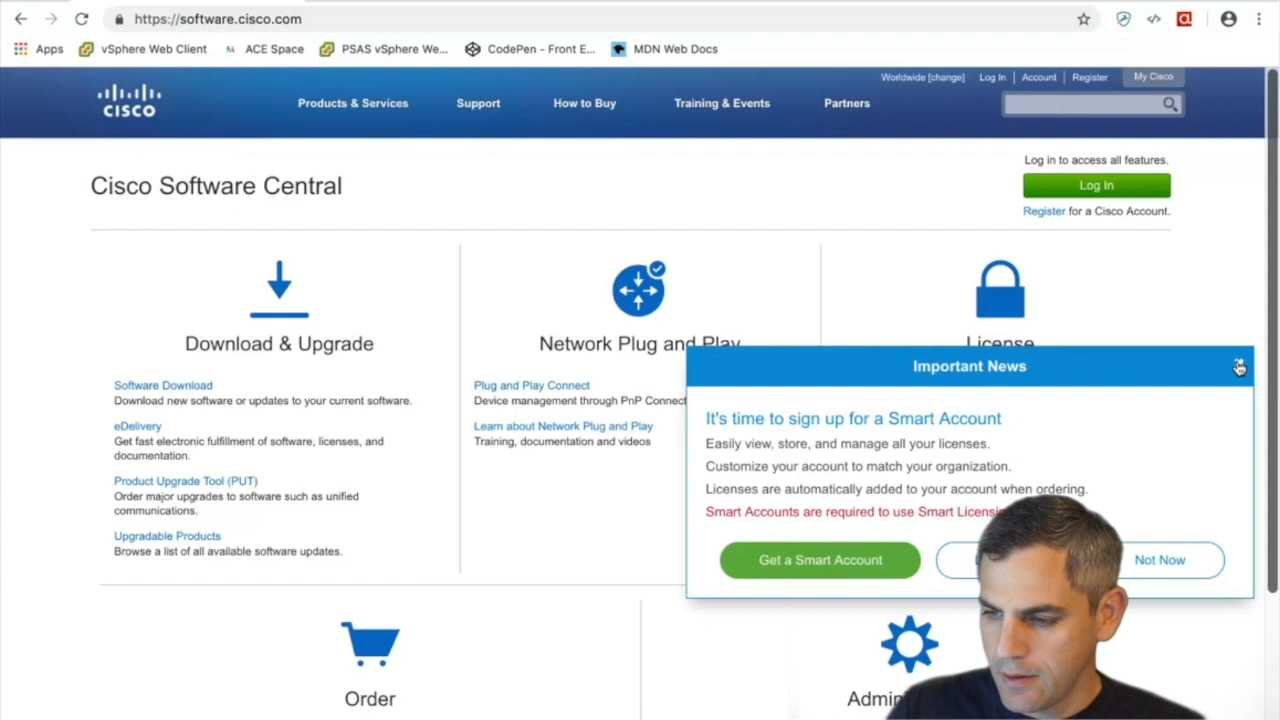 https://software.cisco.com
Apps
vSphere Web Client
ACE Space
PSAS vSphere We...
CodePen - Front E...
MDN Web Docs
Worldwide [change]
Log In
Account
Register
My Cisco
CISCO
Products & Services
Support
How to Buy
Training & Events
Partners
Log in to access all features.
Cisco Software Central
Log In
Register for a Cisco Account.
Download & Upgrade
Network Plug and Play
License
Software Download
Download new software or updates to your current software.
eDelivery
Get fast electronic fulfillment of software, licenses, and
documentation.
Product Upgrade Tool (PUT)
Order major upgrades to software such as unified
communications.
Upgradable Products
Browse a list of all available software updates.
Plug and Play Connect
Device management through PnP Connect
Learn about Network Plug and Play
Training, documentation and videos
Important News
It's time to sign up for a Smart Account
Easily view, store, and manage all your licenses.
Customize your account to match your organization.
Licenses are automatically added to your account when ordering.
Smart Accounts are required to use Smart
Get a Smart Account
Not Now
Order